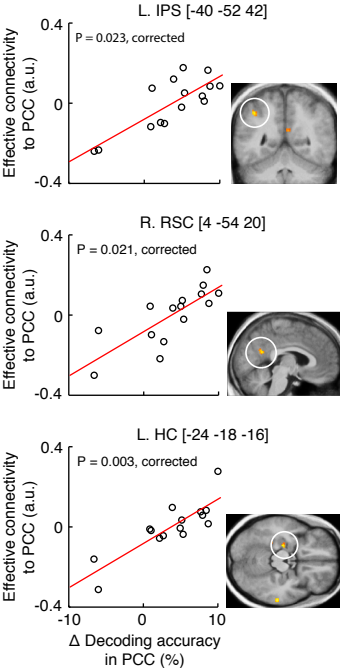 L. IPS [-40 -52 42]
0.4
P = 0.023, corrected
Effective connectivity
to PCC (a.u.)
0
-0.4
R. RSC [4 -54 20]
0.4
P = 0.021, corrected
Effective connectivity
to PCC (a.u.)
0
-0.4
L. HC [-24 -18 -16]
0.4
P = 0.003, corrected
Effective connectivity
to PCC (a.u.)
0
-0.4
-10 0 10
Δ Decoding accuracy
in PCC (%)